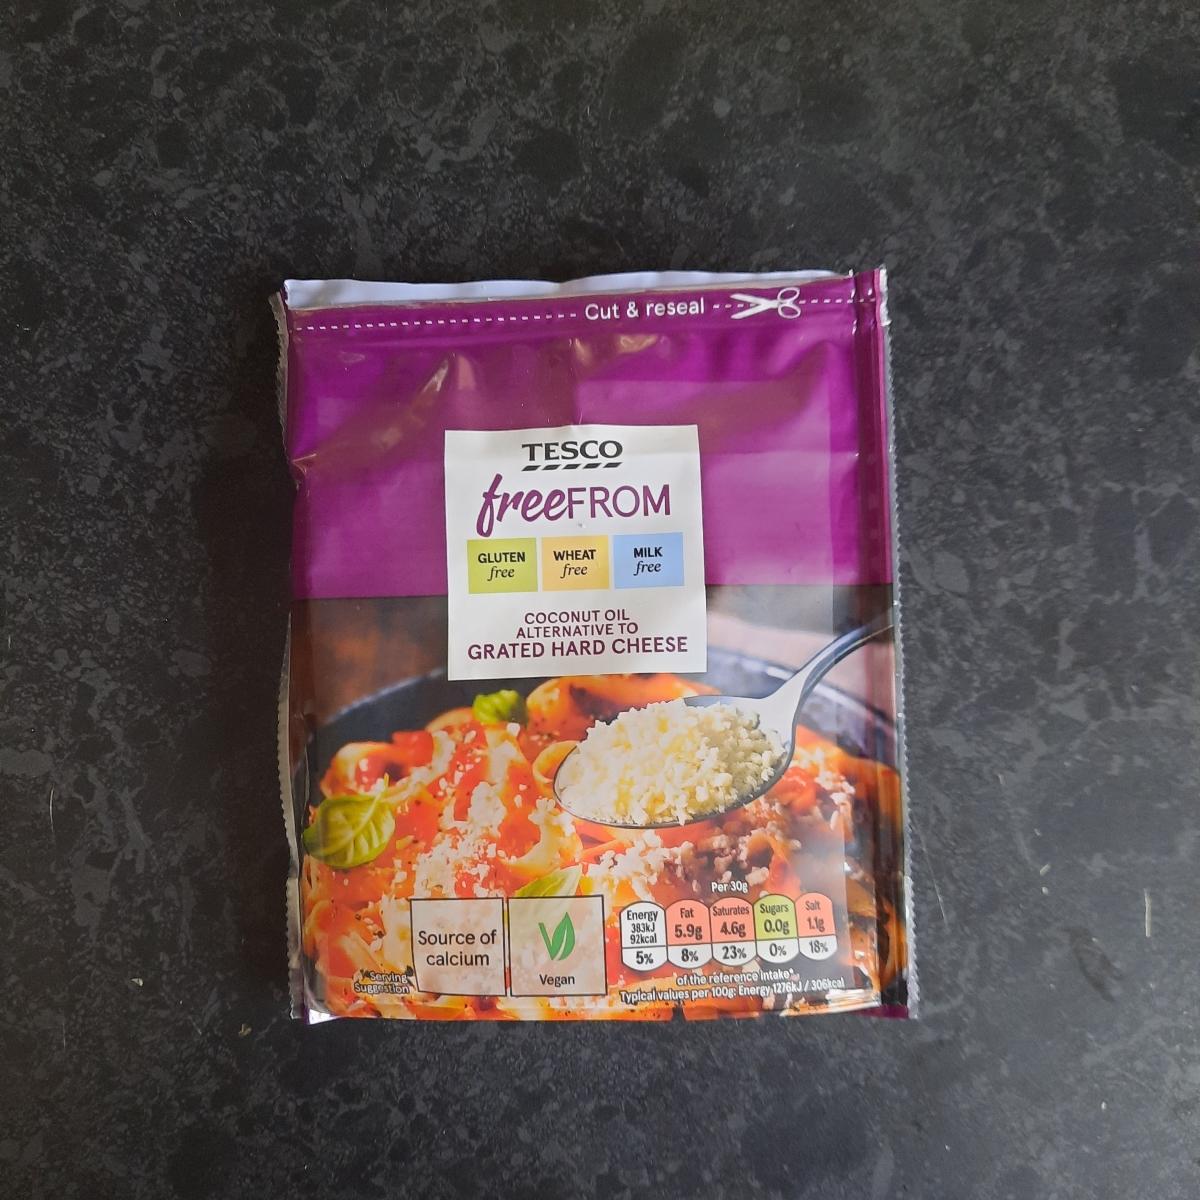 Cut & reseal
TESCO
freeFROM
GLUTEN free
WHEAT free
MILK free
COCONUT OIL
ALTERNATIVE TO
GRATED HARD CHEESE
Serving
Suggestion
Source of
calcium
Vegan
Per 30g
Energy
383kJ
92kcal
5%
Fat
5.9g
8%
Saturates
4.6g
23%
Sugars
0.0g
0%
Salt
1.1g
18%
of the reference intake*
Typical values per 100g: Energy 1276kJ / 306kcal